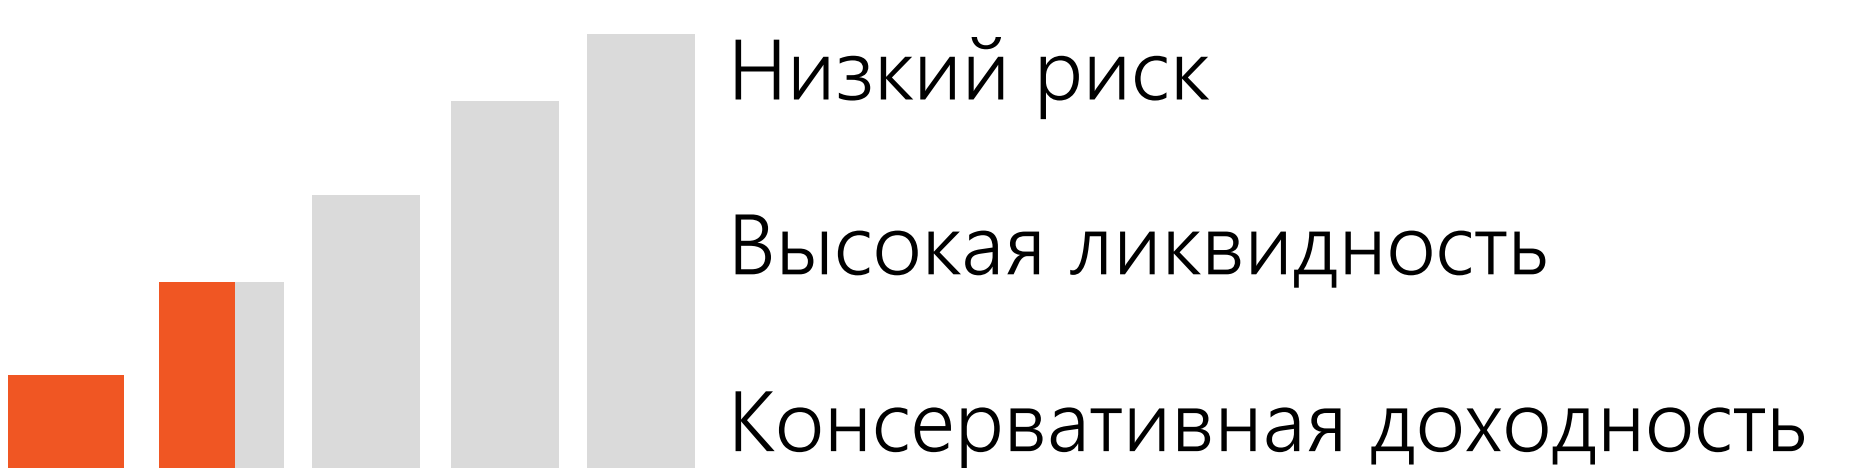 Низкий риск
Высокая ликвидность
Консервативная доходность